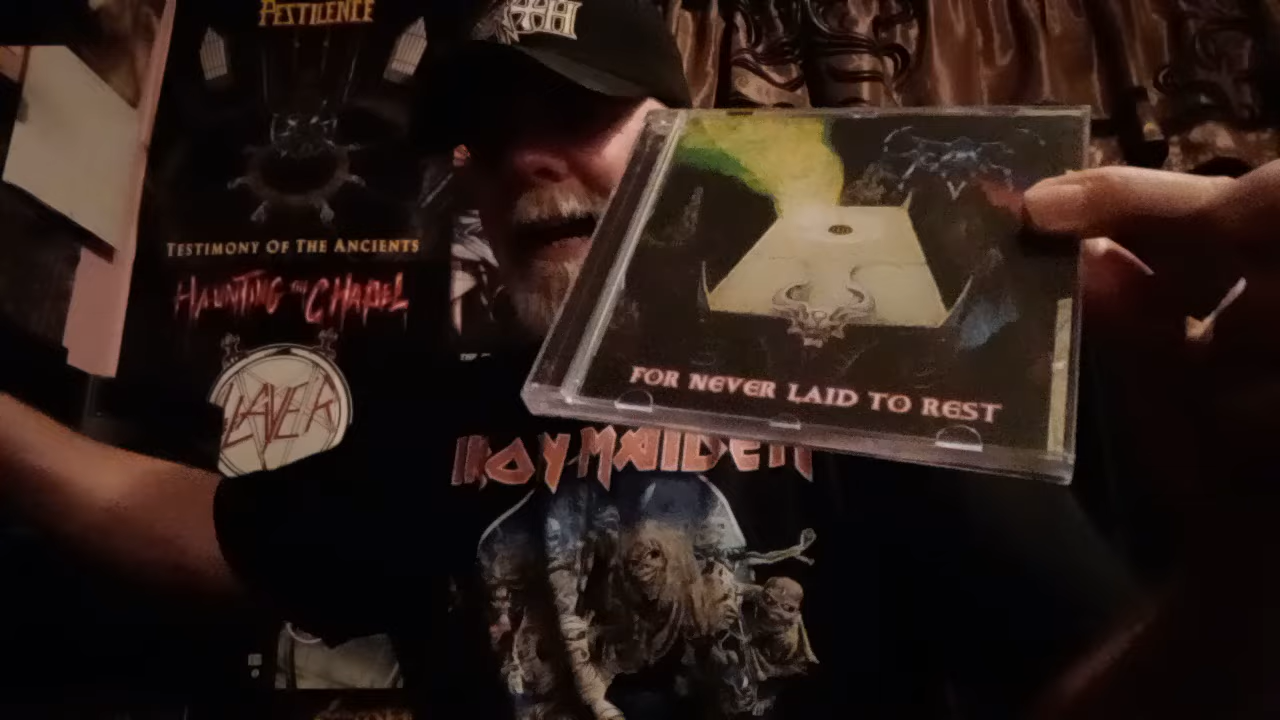 PESTILENCE
TESTIMONY OF THE ANCIENTS
HAUNTING THE CHAPEL
SLAYER
FOR NEVER LAID TO REST
IRON MAIDEN